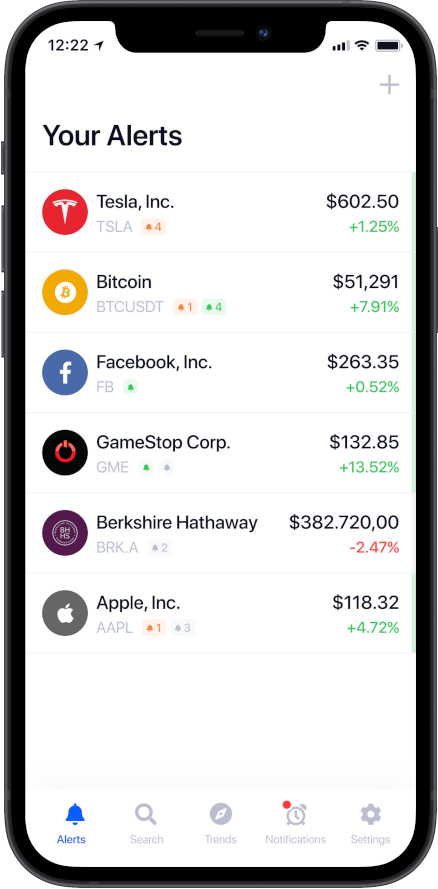 12:22
Your Alerts
Tesla, Inc. $602.50
TSLA 4 +1.25%
Bitcoin $51,291
BTCUSDT 1 4 +7.91%
Facebook, Inc. $263.35
FB +0.52%
GameStop Corp. $132.85
GME +13.52%
BH
HS
Berkshire Hathaway $382.720,00
BRK.A 2 -2.47%
Apple, Inc. $118.32
AAPL 1 3 +4.72%
Alerts Search Trends Notifications Settings